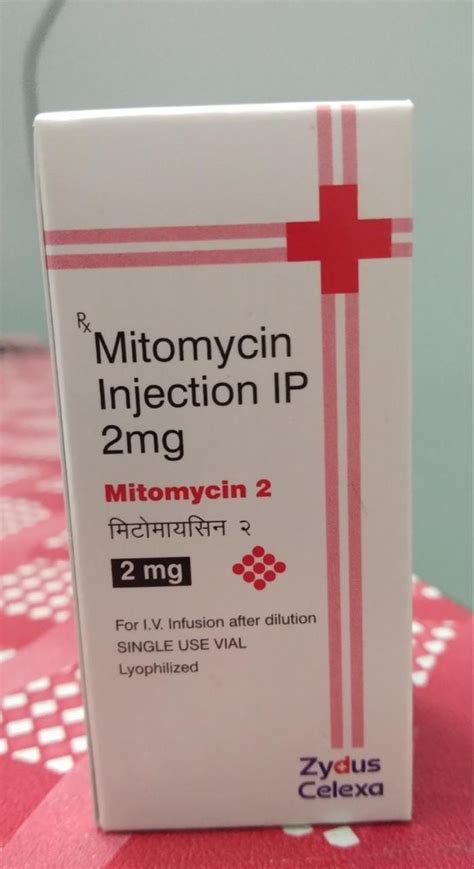 Rx
Mitomycin
Injection IP
2mg
Mitomycin 2
मिटोमायसिन २
2 mg
For I.V. Infusion after dilution
SINGLE USE VIAL
Lyophilized
Zydus
Celexa